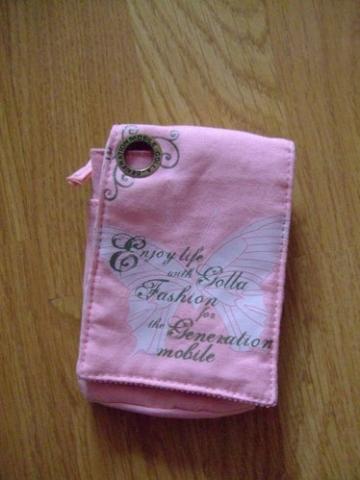 Enjoy life
with Golla
Fashion
for
the Generation
mobile